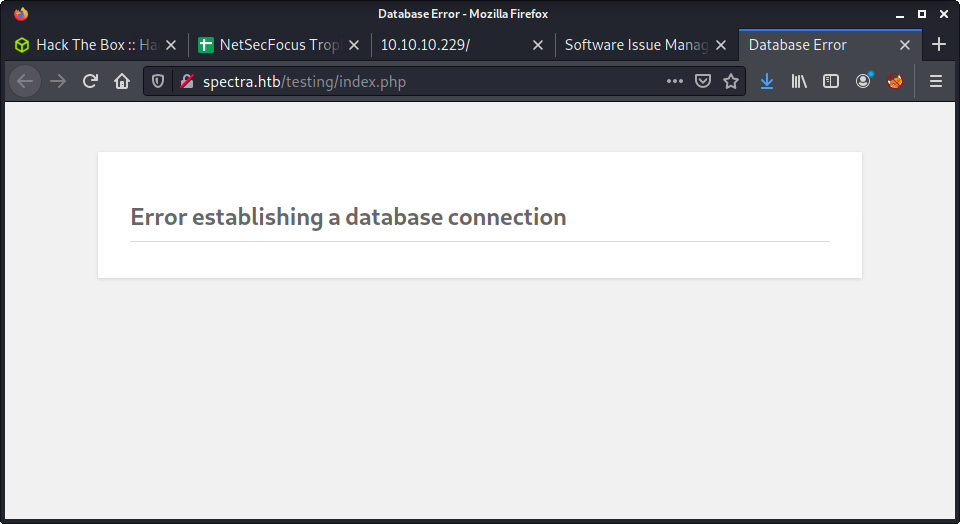 Database Error - Mozilla Firefox
Hack The Box :: Ha
NetSecFocus Trop
10.10.10.229/
Software Issue Manag
Database Error
spectra.htb/testing/index.php
Error establishing a database connection